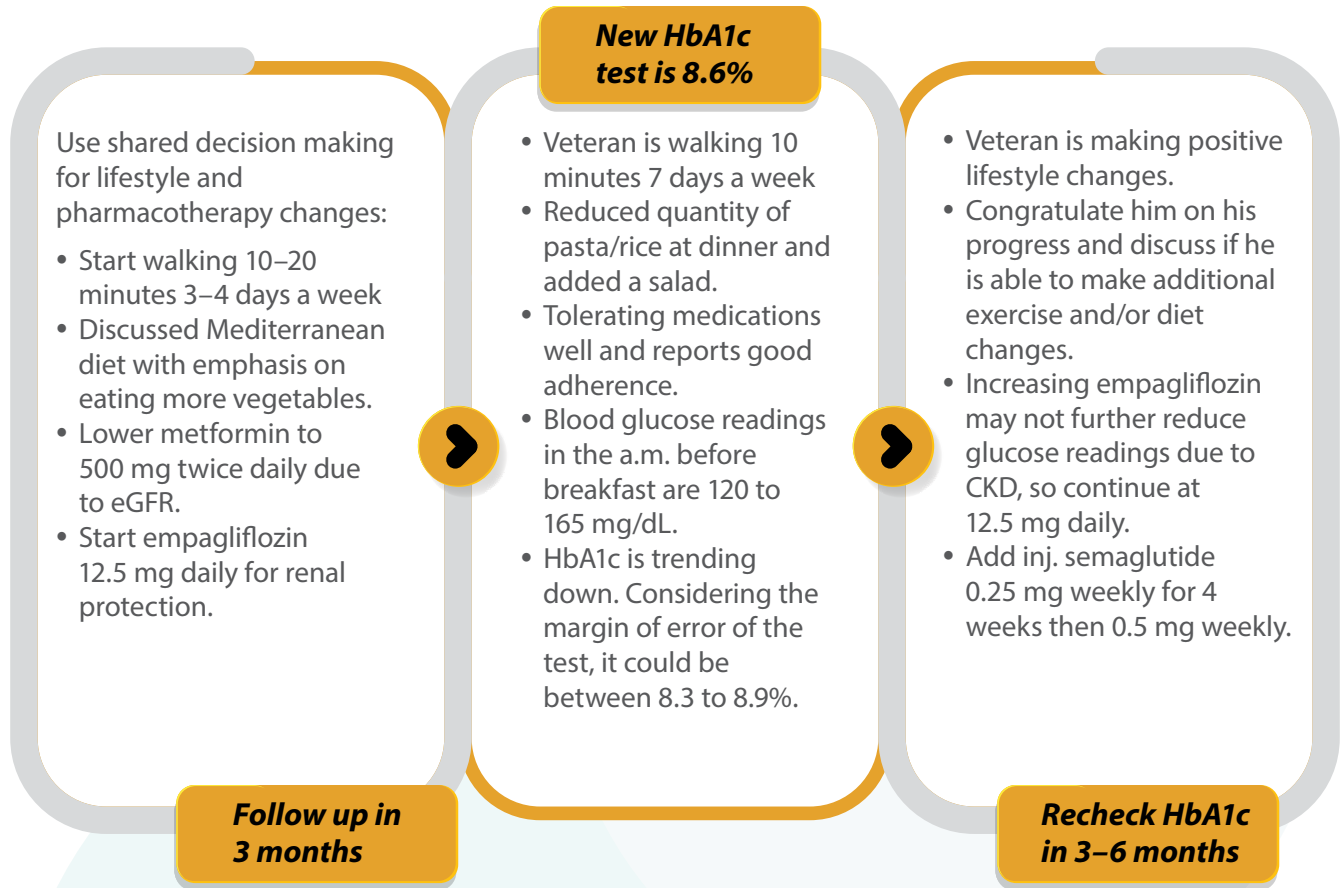 Use shared decision making
for lifestyle and
pharmacotherapy changes:
• Start walking 10–20
minutes 3–4 days a week
• Discussed Mediterranean
diet with emphasis on
eating more vegetables.
• Lower metformin to
500 mg twice daily due
to eGFR.
• Start empagliflozin
12.5 mg daily for renal
protection.
Follow up in
3 months
New HbA1c
test is 8.6%
• Veteran is walking 10
minutes 7 days a week
• Reduced quantity of
pasta/rice at dinner and
added a salad.
• Tolerating medications
well and reports good
adherence.
• Blood glucose readings
in the a.m. before
breakfast are 120 to
165 mg/dL.
• HbA1c is trending
down. Considering the
margin of error of the
test, it could be
between 8.3 to 8.9%.
• Veteran is making positive
lifestyle changes.
• Congratulate him on his
progress and discuss if he
is able to make additional
exercise and/or diet
changes.
• Increasing empagliflozin
may not further reduce
glucose readings due to
CKD, so continue at
12.5 mg daily.
• Add inj. semaglutide
0.25 mg weekly for 4
weeks then 0.5 mg weekly.
Recheck HbA1c
in 3–6 months